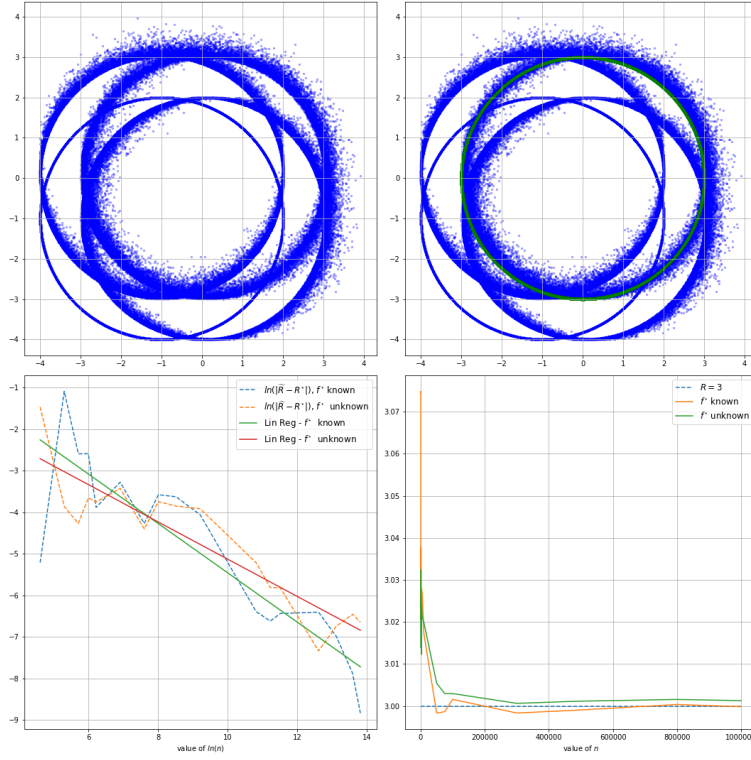 4
3
2
1
0
−1
−2
−3
−4
−4 −3 −2 −1 0 1 2 3 4
4
3
2
1
0
−1
−2
−3
−4
−4 −3 −2 −1 0 1 2 3 4
ln(|R̃ − R*|), f* known
ln(|R̃ − R*|), f* unknown
Lin Reg - f* known
Lin Reg - f* unknown
−1
−2
−3
−4
−5
−6
−7
−8
−9
6 8 10 12 14
value of ln(n)
R = 3
f* known
f* unknown
3.07
3.06
3.05
3.04
3.03
3.02
3.01
3.00
0 200000 400000 600000 800000
value of n